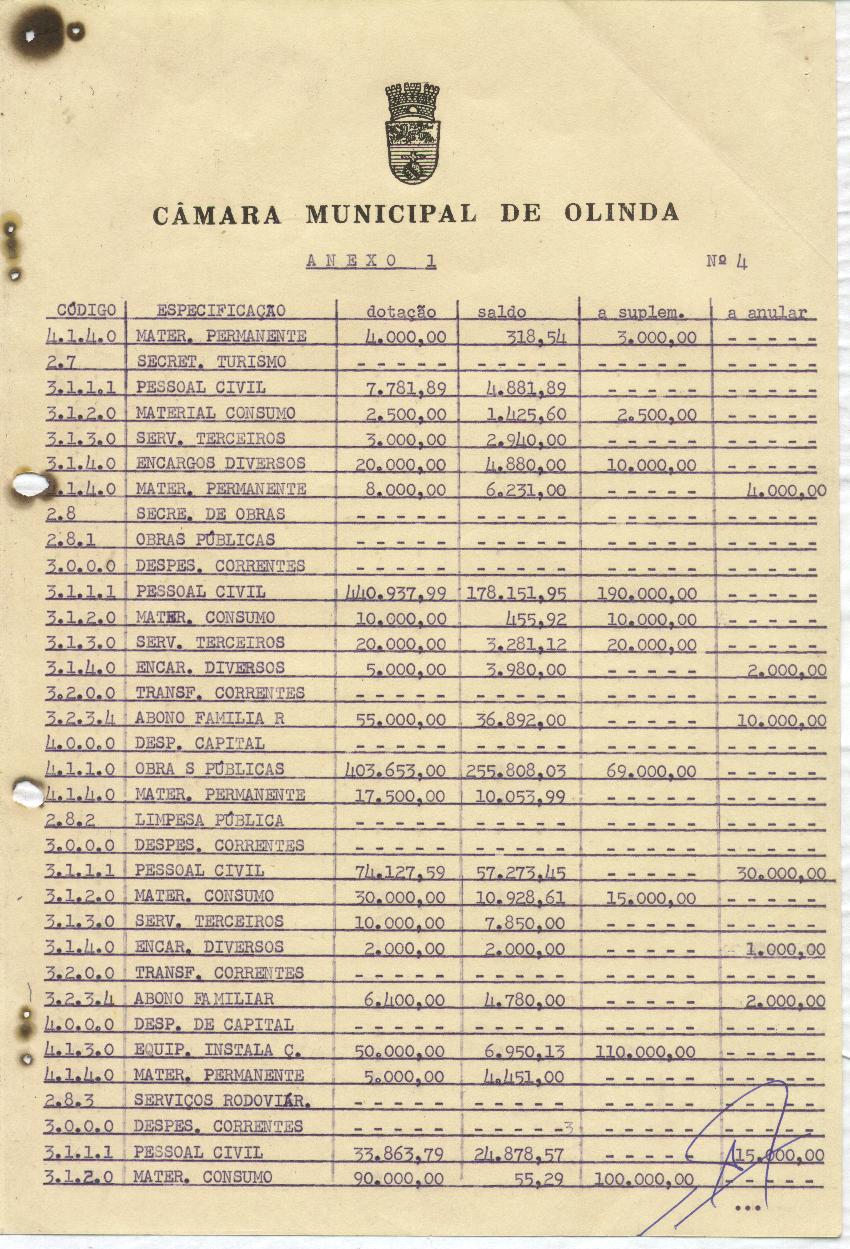 CÂMARA MUNICIPAL DE OLINDA
ANEXO 1 Nº 4
CÓDIGO ESPECIFICAÇÃO dotação saldo a suplem. a anular
4.1.4.0 MATER. PERMANENTE 4.000,00 318,54 3.000,00 - - - - -
2.7 SECRET. TURISMO - - - - - - - - - - - - - - - - - - - -
3.1.1.1 PESSOAL CIVIL 7.781,89 4.881,89 - - - - - - - - - -
3.1.2.0 MATERIAL CONSUMO 2.500,00 1.425,60 2.500,00 - - - - -
3.1.3.0 SERV. TERCEIROS 3.000,00 2.940,00 - - - - - - - - - -
3.1.4.0 ENCARGOS DIVERSOS 20.000,00 4.880,00 10.000,00 - - - - -
.1.4.0 MATER. PERMANENTE 8.000,00 6.231,00 - - - - - 4.000,00
2.8 SECRE. DE OBRAS - - - - - - - - - - - - - - - - - - - -
2.8.1 OBRAS PÚBLICAS - - - - - - - - - - - - - - - - - - - -
3.0.0.0 DESPES. CORRENTES - - - - - - - - - - - - - - - - - - - -
3.1.1.1 PESSOAL CIVIL 440.937,99 178.151,95 190.000,00 - - - - -
3.1.2.0 MATER. CONSUMO 10.000,00 455,92 10.000,00 - - - - -
3.1.3.0 SERV. TERCEIROS 20.000,00 3.281,12 20.000,00 - - - - -
3.1.4.0 ENCAR. DIVERSOS 5.000,00 3.980,00 - - - - - 2.000,00
3.2.0.0 TRANSF. CORRENTES - - - - - - - - - - - - - - - - - - - -
3.2.3.4 ABONO FAMILIA R 55.000,00 36.892,00 - - - - - 10.000,00
4.0.0.0 DESP. CAPITAL - - - - - - - - - - - - - - - - - - - -
4.1.1.0 OBRA S PÚBLICAS 403.653,00 255.808,03 69.000,00 - - - - -
4.1.4.0 MATER. PERMANENTE 17.500,00 10.053,99 - - - - - - - - - -
2.8.2 LIMPESA PÚBLICA - - - - - - - - - - - - - - - - - - - -
3.0.0.0 DESPES. CORRENTES - - - - - - - - - - - - - - - - - - - -
3.1.1.1 PESSOAL CIVIL 74.127,59 57.273,45 - - - - - 30.000,00
3.1.2.0 MATER. CONSUMO 30.000,00 10.928,61 15.000,00 - - - - -
3.1.3.0 SERV. TERCEIROS 10.000,00 7.850,00 - - - - - - - - - -
3.1.4.0 ENCAR. DIVERSOS 2.000,00 2.000,00 - - - - - 1.000,00
3.2.0.0 TRANSF. CORRENTES - - - - - - - - - - - - - - - - - - - -
3.2.3.4 ABONO FAMILIAR 6.400,00 4.780,00 - - - - - 2.000,00
4.0.0.0 DESP. DE CAPITAL - - - - - - - - - - - - - - - - - - - -
4.1.3.0 EQUIP. INSTALA Ç. 50.000,00 6.950,13 110.000,00 - - - - -
4.1.4.0 MATER. PERMANENTE 5.000,00 4.451,00 - - - - - - - - - -
2.8.3 SERVIÇOS RODOVIÁR. - - - - - - - - - - - - - - - - - - - -
3.0.0.0 DESPES. CORRENTES - - - - - - - - - -3 - - - - - - - - - -
3.1.1.1 PESSOAL CIVIL 33.863,79 24.878,57 - - - - - 15.000,00
3.1.2.0 MATER. CONSUMO 90.000,00 55,29 100.000,00 - - - - -
...